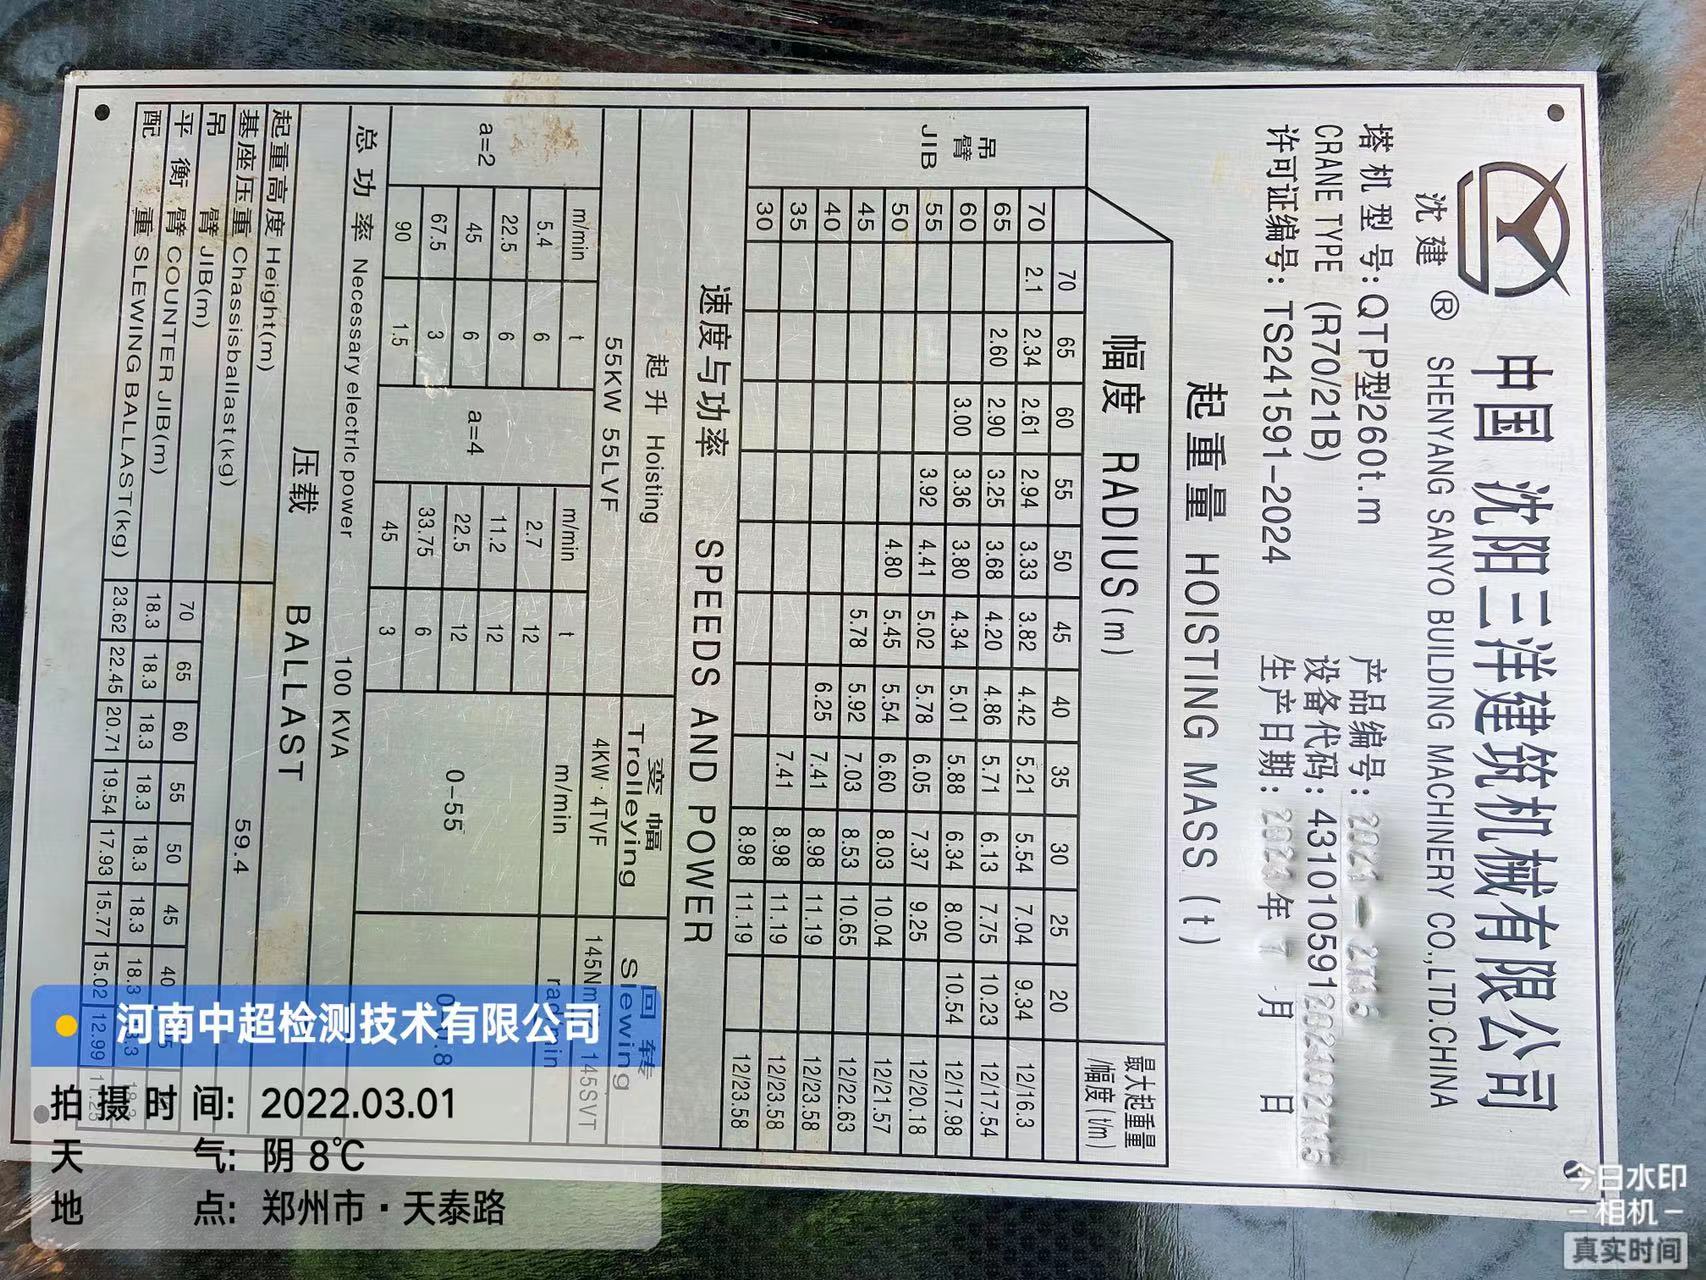 中国 沈阳三洋建筑机械有限公司
沈建® SHENYANG SANYO BUILDING MACHINERY CO.,LTD.CHINA
塔机型号:QTP型260t.m
CRANE TYPE (R70/21B)
许可证编号: TS2241591-2024
产品编号:
设备代码: 4310105912
生产日期: 年 月 日
起重量 HOISTING MASS (t)
幅度 RADIUS(m) 最大起重量/幅度(t/m)
吊臂 JIB 70 65 60 55 50 45 40 35 30 25 20
70 2.1 2.34 2.61 2.94 3.33 3.82 4.42 5.21 5.54 7.04 9.34 12/16.3
65 2.60 2.90 3.25 3.68 4.20 4.86 5.71 6.13 7.75 10.23 12/17.54
60 3.00 3.36 3.80 4.34 5.01 5.88 6.34 8.00 10.54 12/17.98
55 3.92 4.41 5.02 5.78 6.05 7.37 9.25 12/20.18
50 4.80 5.45 5.54 6.60 8.03 10.04 12/21.57
45 5.78 5.92 7.03 8.53 10.65 12/22.63
40 6.25 7.41 8.98 11.19 12/23.58
35 7.41 8.98 11.19 12/23.58
30 8.98 11.19 12/23.58
速度与功率 SPEEDS AND POWER
起升 Hoisting 变幅 Trolleying 回转 Slewing
55KW 55LVF 4KW·4TVF 145SVT
a=2 m/min t a=4 m/min t m/min
5.4 6 2.7 12 0-55
22.5 6 11.2 12
45 6 22.5 12
67.5 3 33.75 6
90 1.5 45 3
总功率 Necessary electric power 100 KVA
压载 BALLAST
起重高度 Height(m) 59.4
基座压重 Chassisballast(kg)
吊臂 JIB(m) 70 65 60 55 50 45 40
平衡臂 COUNTER JIB(m) 18.3 18.3 18.3 18.3 18.3 18.3 18.3
配重 SLEWING BALLAST(kg) 23.62 22.45 20.71 19.54 17.93 15.77 15.02 12.99
河南中超检测技术有限公司
拍摄时间: 2022.03.01
天气: 阴 8℃
地点: 郑州市·天泰路
今日水印
相机
真实时间